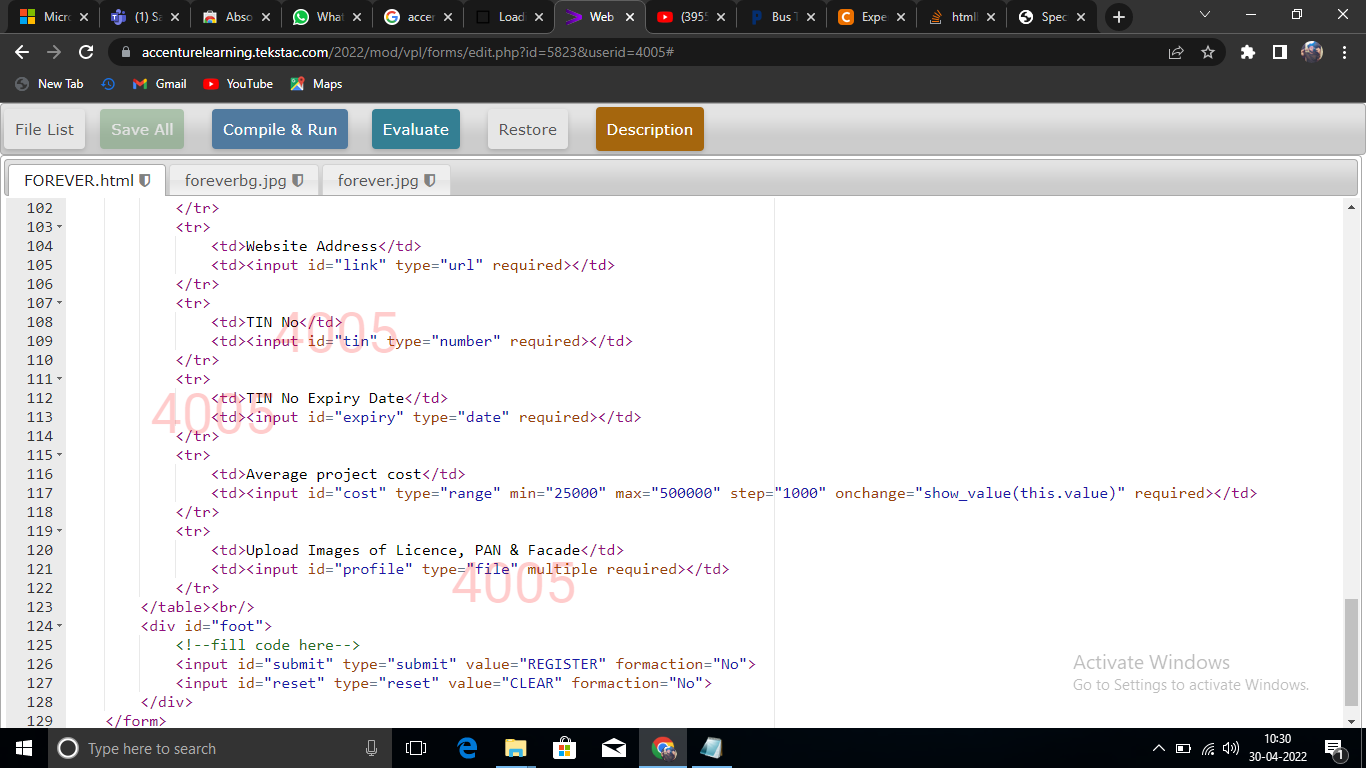 Micro
(1) Sa
Abso
What
accer
Load
Web
(395
Bus T
Expe
html
Spec
accenturelearning.tekstac.com/2022/mod/vpl/forms/edit.php?id=5823&userid=4005#
New Tab Gmail YouTube Maps
File List Save All Compile & Run Evaluate Restore Description
FOREVER.html foreverbg.jpg forever.jpg
102 </tr>
103 <tr>
104 <td>Website Address</td>
105 <td><input id="link" type="url" required></td>
106 </tr>
107 <tr>
108 <td>TIN No</td>
109 <td><input id="tin" type="number" required></td>
110 </tr>
111 <tr>
112 <td>TIN No Expiry Date</td>
113 <td><input id="expiry" type="date" required></td>
114 </tr>
115 <tr>
116 <td>Average project cost</td>
117 <td><input id="cost" type="range" min="25000" max="500000" step="1000" onchange="show_value(this.value)" required></td>
118 </tr>
119 <tr>
120 <td>Upload Images of Licence, PAN & Facade</td>
121 <td><input id="profile" type="file" multiple required></td>
122 </tr>
123 </table><br/>
124 <div id="foot">
125 <!--fill code here-->
126 <input id="submit" type="submit" value="REGISTER" formaction="No">
127 <input id="reset" type="reset" value="CLEAR" formaction="No">
128 </div>
129 </form>
4005
4005
4005
Activate Windows
Go to Settings to activate Windows.
Type here to search
10:30
30-04-2022
1